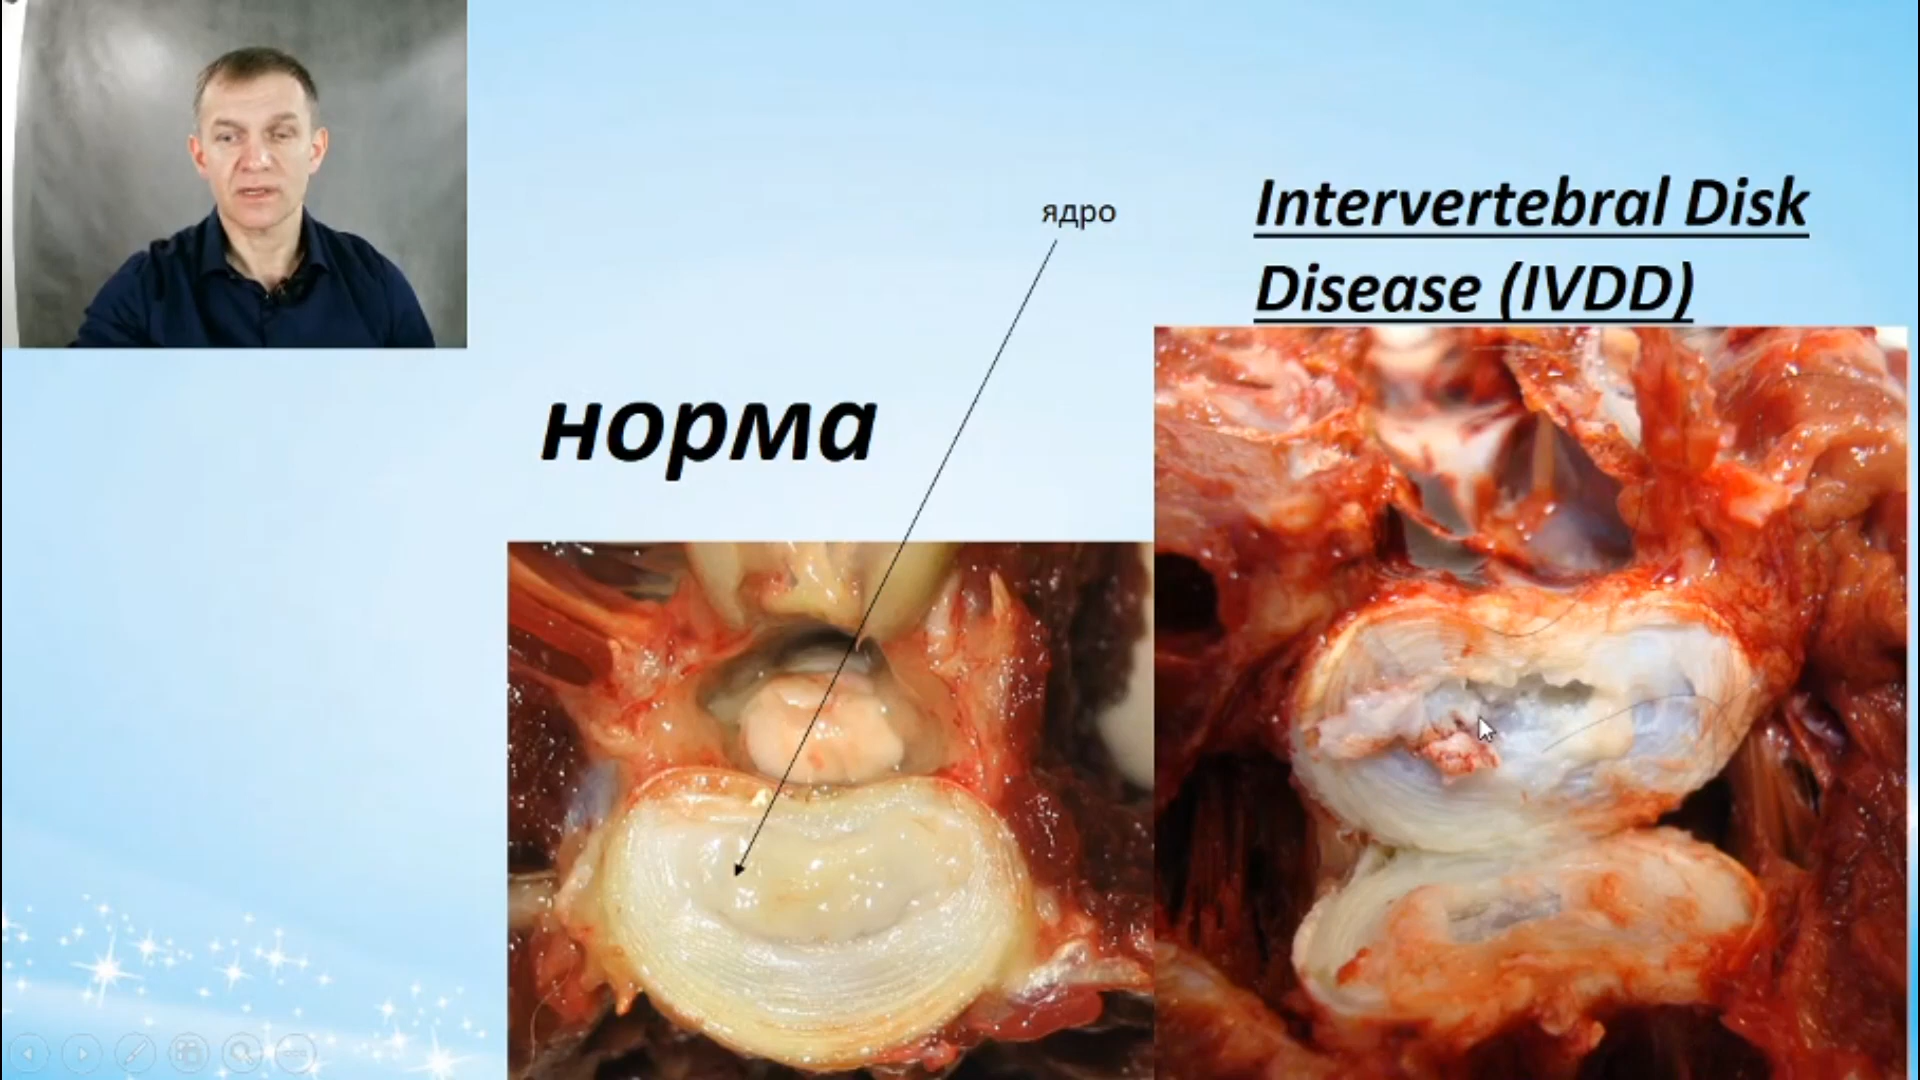 ядро
Intervertebral Disk
Disease (IVDD)
норма